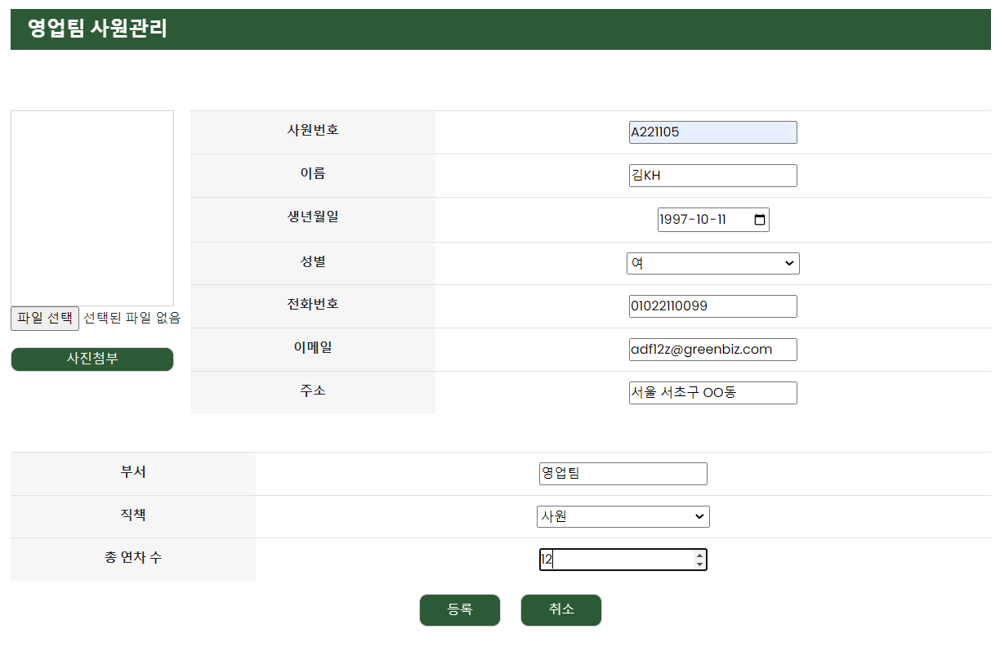 영업팀 사원관리
사원번호 A221105
이름 김KH
생년월일 1997-10-11
성별 여
전화번호 01022110099
이메일 adf12z@greenbiz.com
주소 서울 서초구 OO동
파일 선택 선택된 파일 없음
사진첨부
부서 영업팀
직책 사원
총 연차 수 12
등록 취소